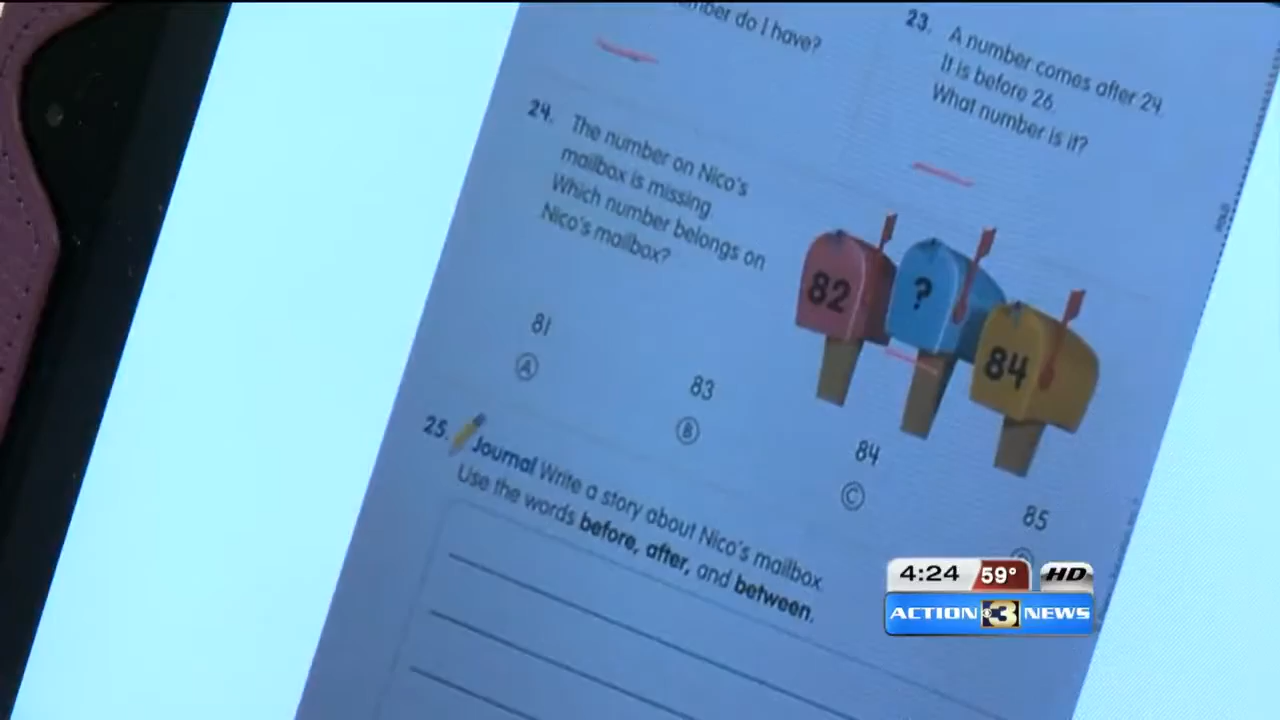 do I have?
23. A number comes after 24.
It is before 26.
What number is it?
24. The number on Nico's
mailbox is missing.
Which number belongs on
Nico's mailbox?
82
?
84
81
A
83
B
84
C
85
25. Journal Write a story about Nico's mailbox.
Use the words before, after, and between.
4:24 59° HD
ACTION 3 NEWS